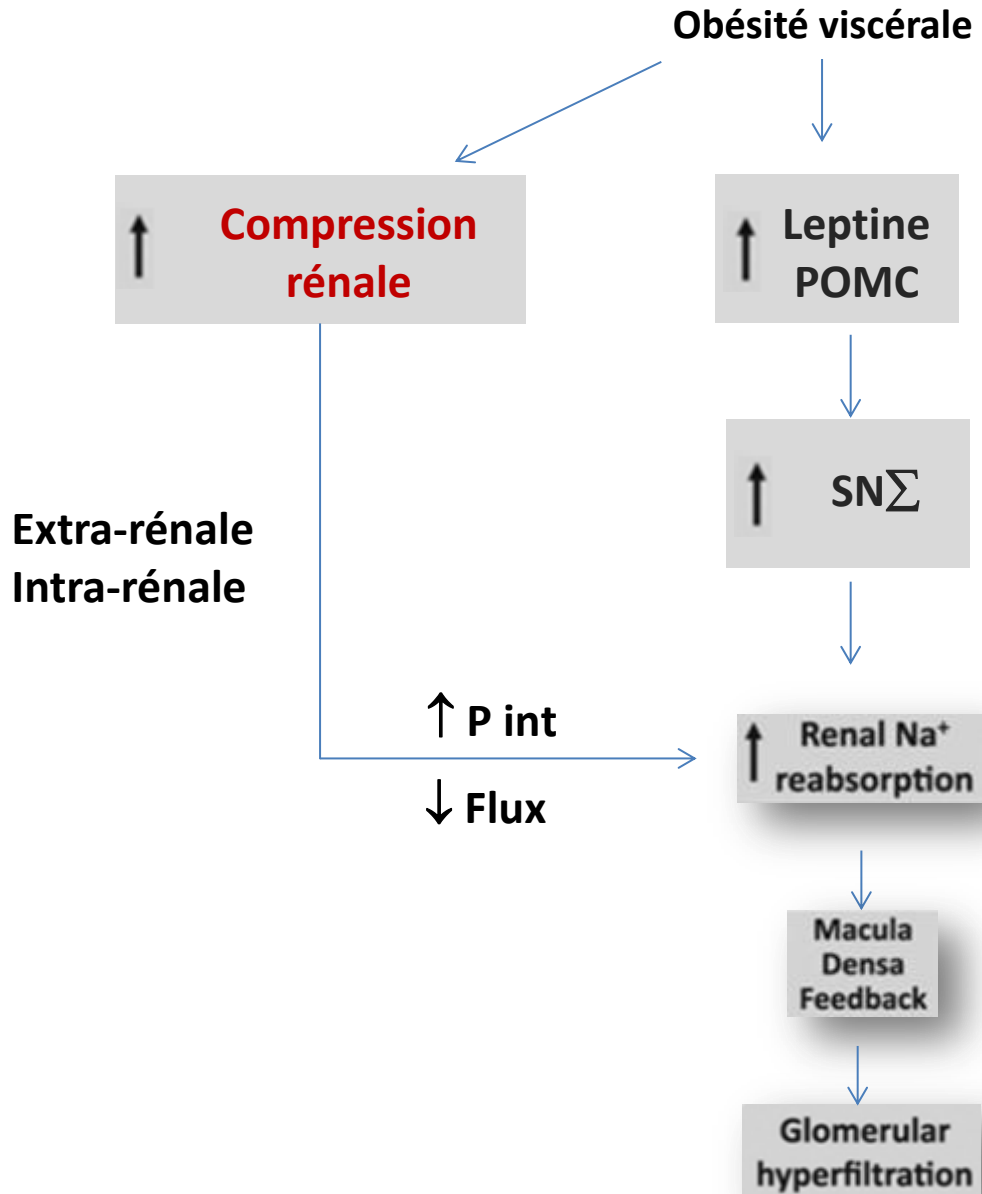 Obésité viscérale
↑ Compression
rénale
↑ Leptine
POMC
↑ SN∑
Extra-rénale
Intra-rénale
↑ P int
↓ Flux
↑ Renal Na⁺
reabsorption
Macula
Densa
Feedback
Glomerular
hyperfiltration